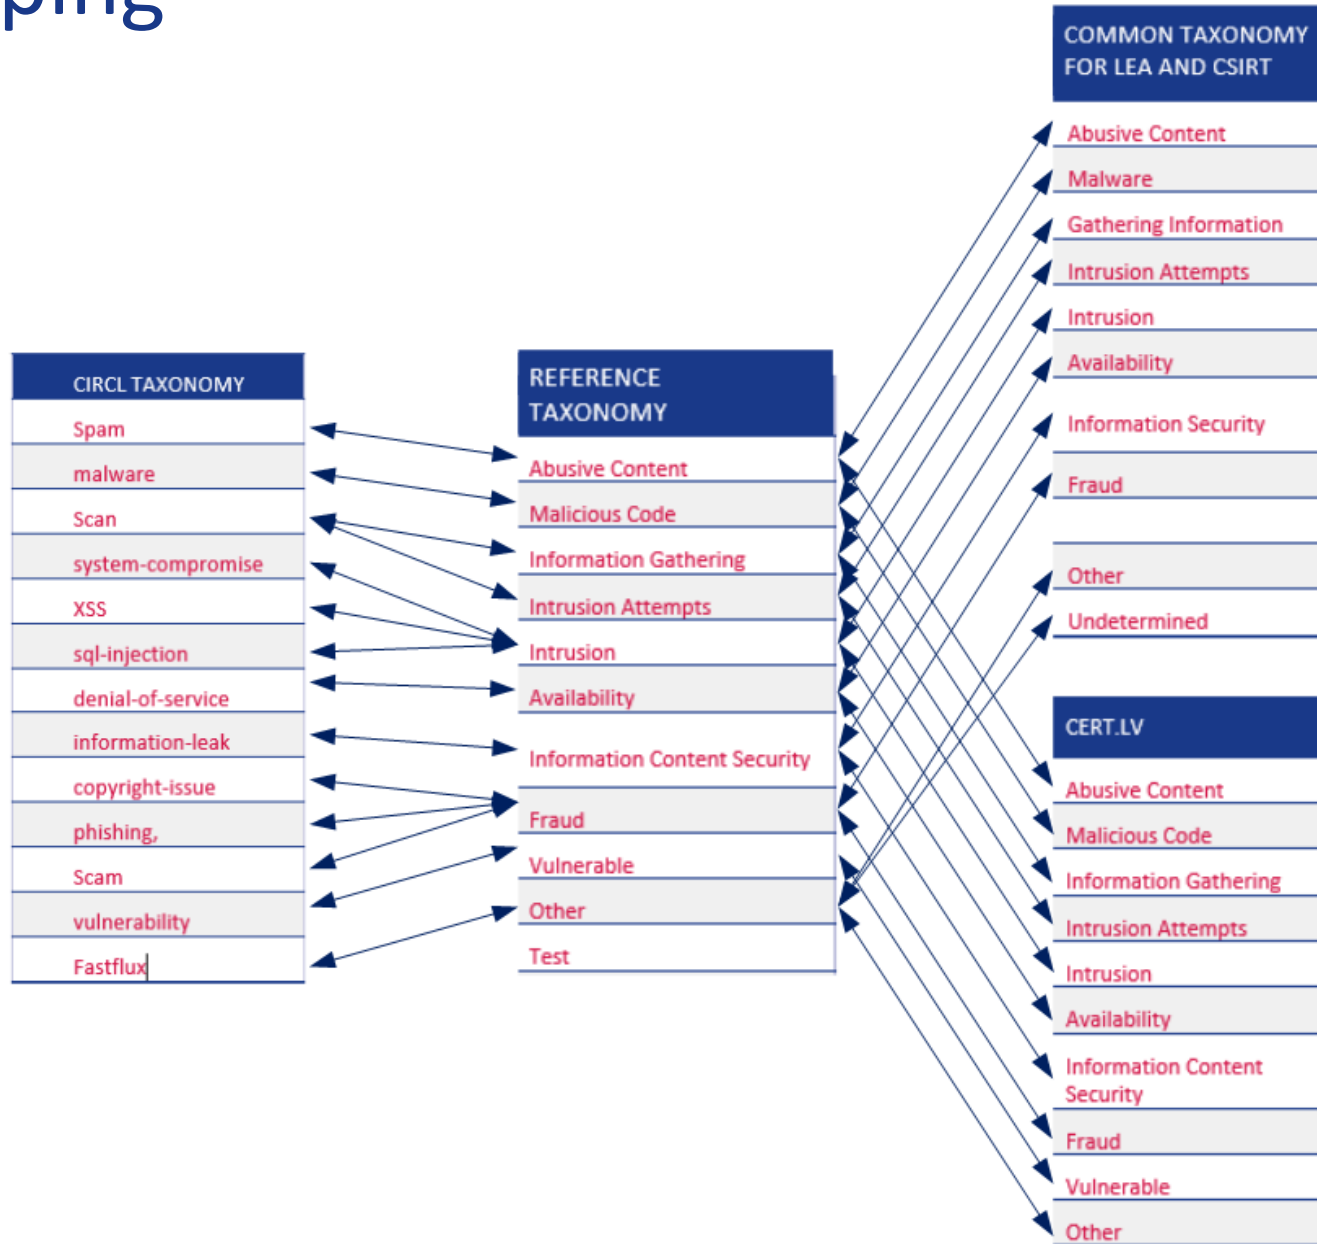 pping
CIRCL TAXONOMY
Spam
malware
Scan
system-compromise
XSS
sql-injection
denial-of-service
information-leak
copyright-issue
phishing,
Scam
vulnerability
Fastflux
REFERENCE
TAXONOMY
Abusive Content
Malicious Code
Information Gathering
Intrusion Attempts
Intrusion
Availability
Information Content Security
Fraud
Vulnerable
Other
Test
COMMON TAXONOMY
FOR LEA AND CSIRT
Abusive Content
Malware
Gathering Information
Intrusion Attempts
Intrusion
Availability
Information Security
Fraud
Other
Undetermined
CERT.LV
Abusive Content
Malicious Code
Information Gathering
Intrusion Attempts
Intrusion
Availability
Information Content
Security
Fraud
Vulnerable
Other